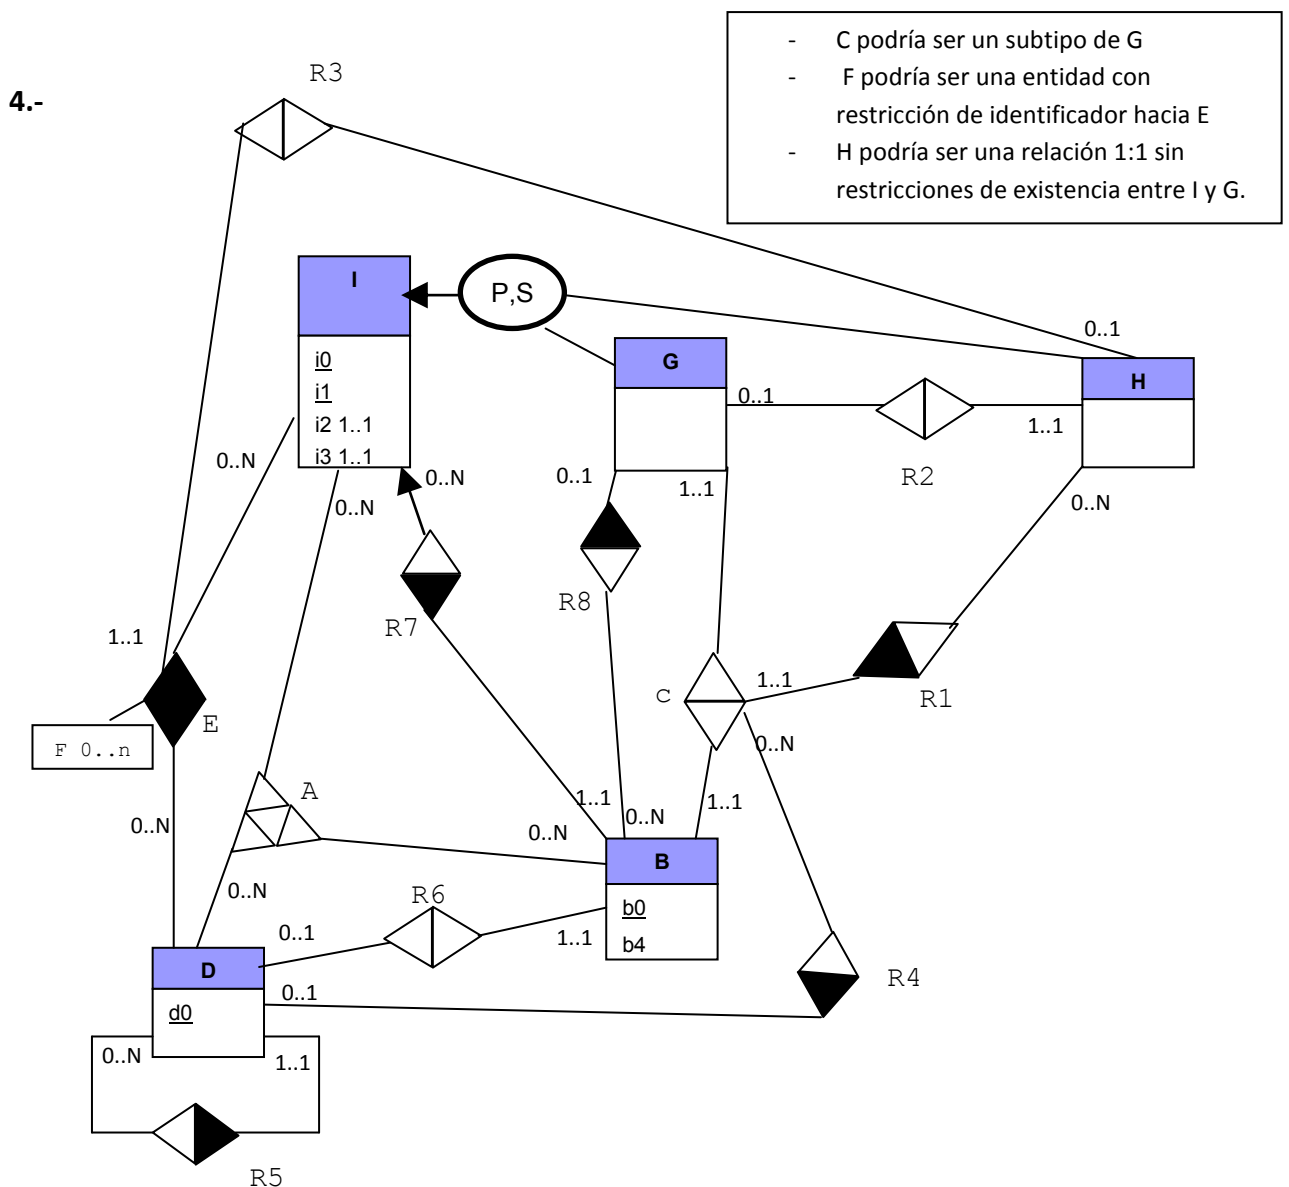 - C podría ser un subtipo de G
- F podría ser una entidad con
restricción de identificador hacia E
- H podría ser una relación 1:1 sin
restricciones de existencia entre I y G.
4.-
R3
I
P,S
0..1
G
H
i0
i1
i2 1..1
i3 1..1
0..1
1..1
R2
0..N
0..N
0..N
0..1
1..1
0..N
R8
R7
1..1
c
1..1
R1
E
F 0..n
0..N
A
0..N
1..1
0..N
1..1
0..N
B
b0
b4
0..N
R6
0..1
1..1
D
d0
0..1
R4
0..N
1..1
R5